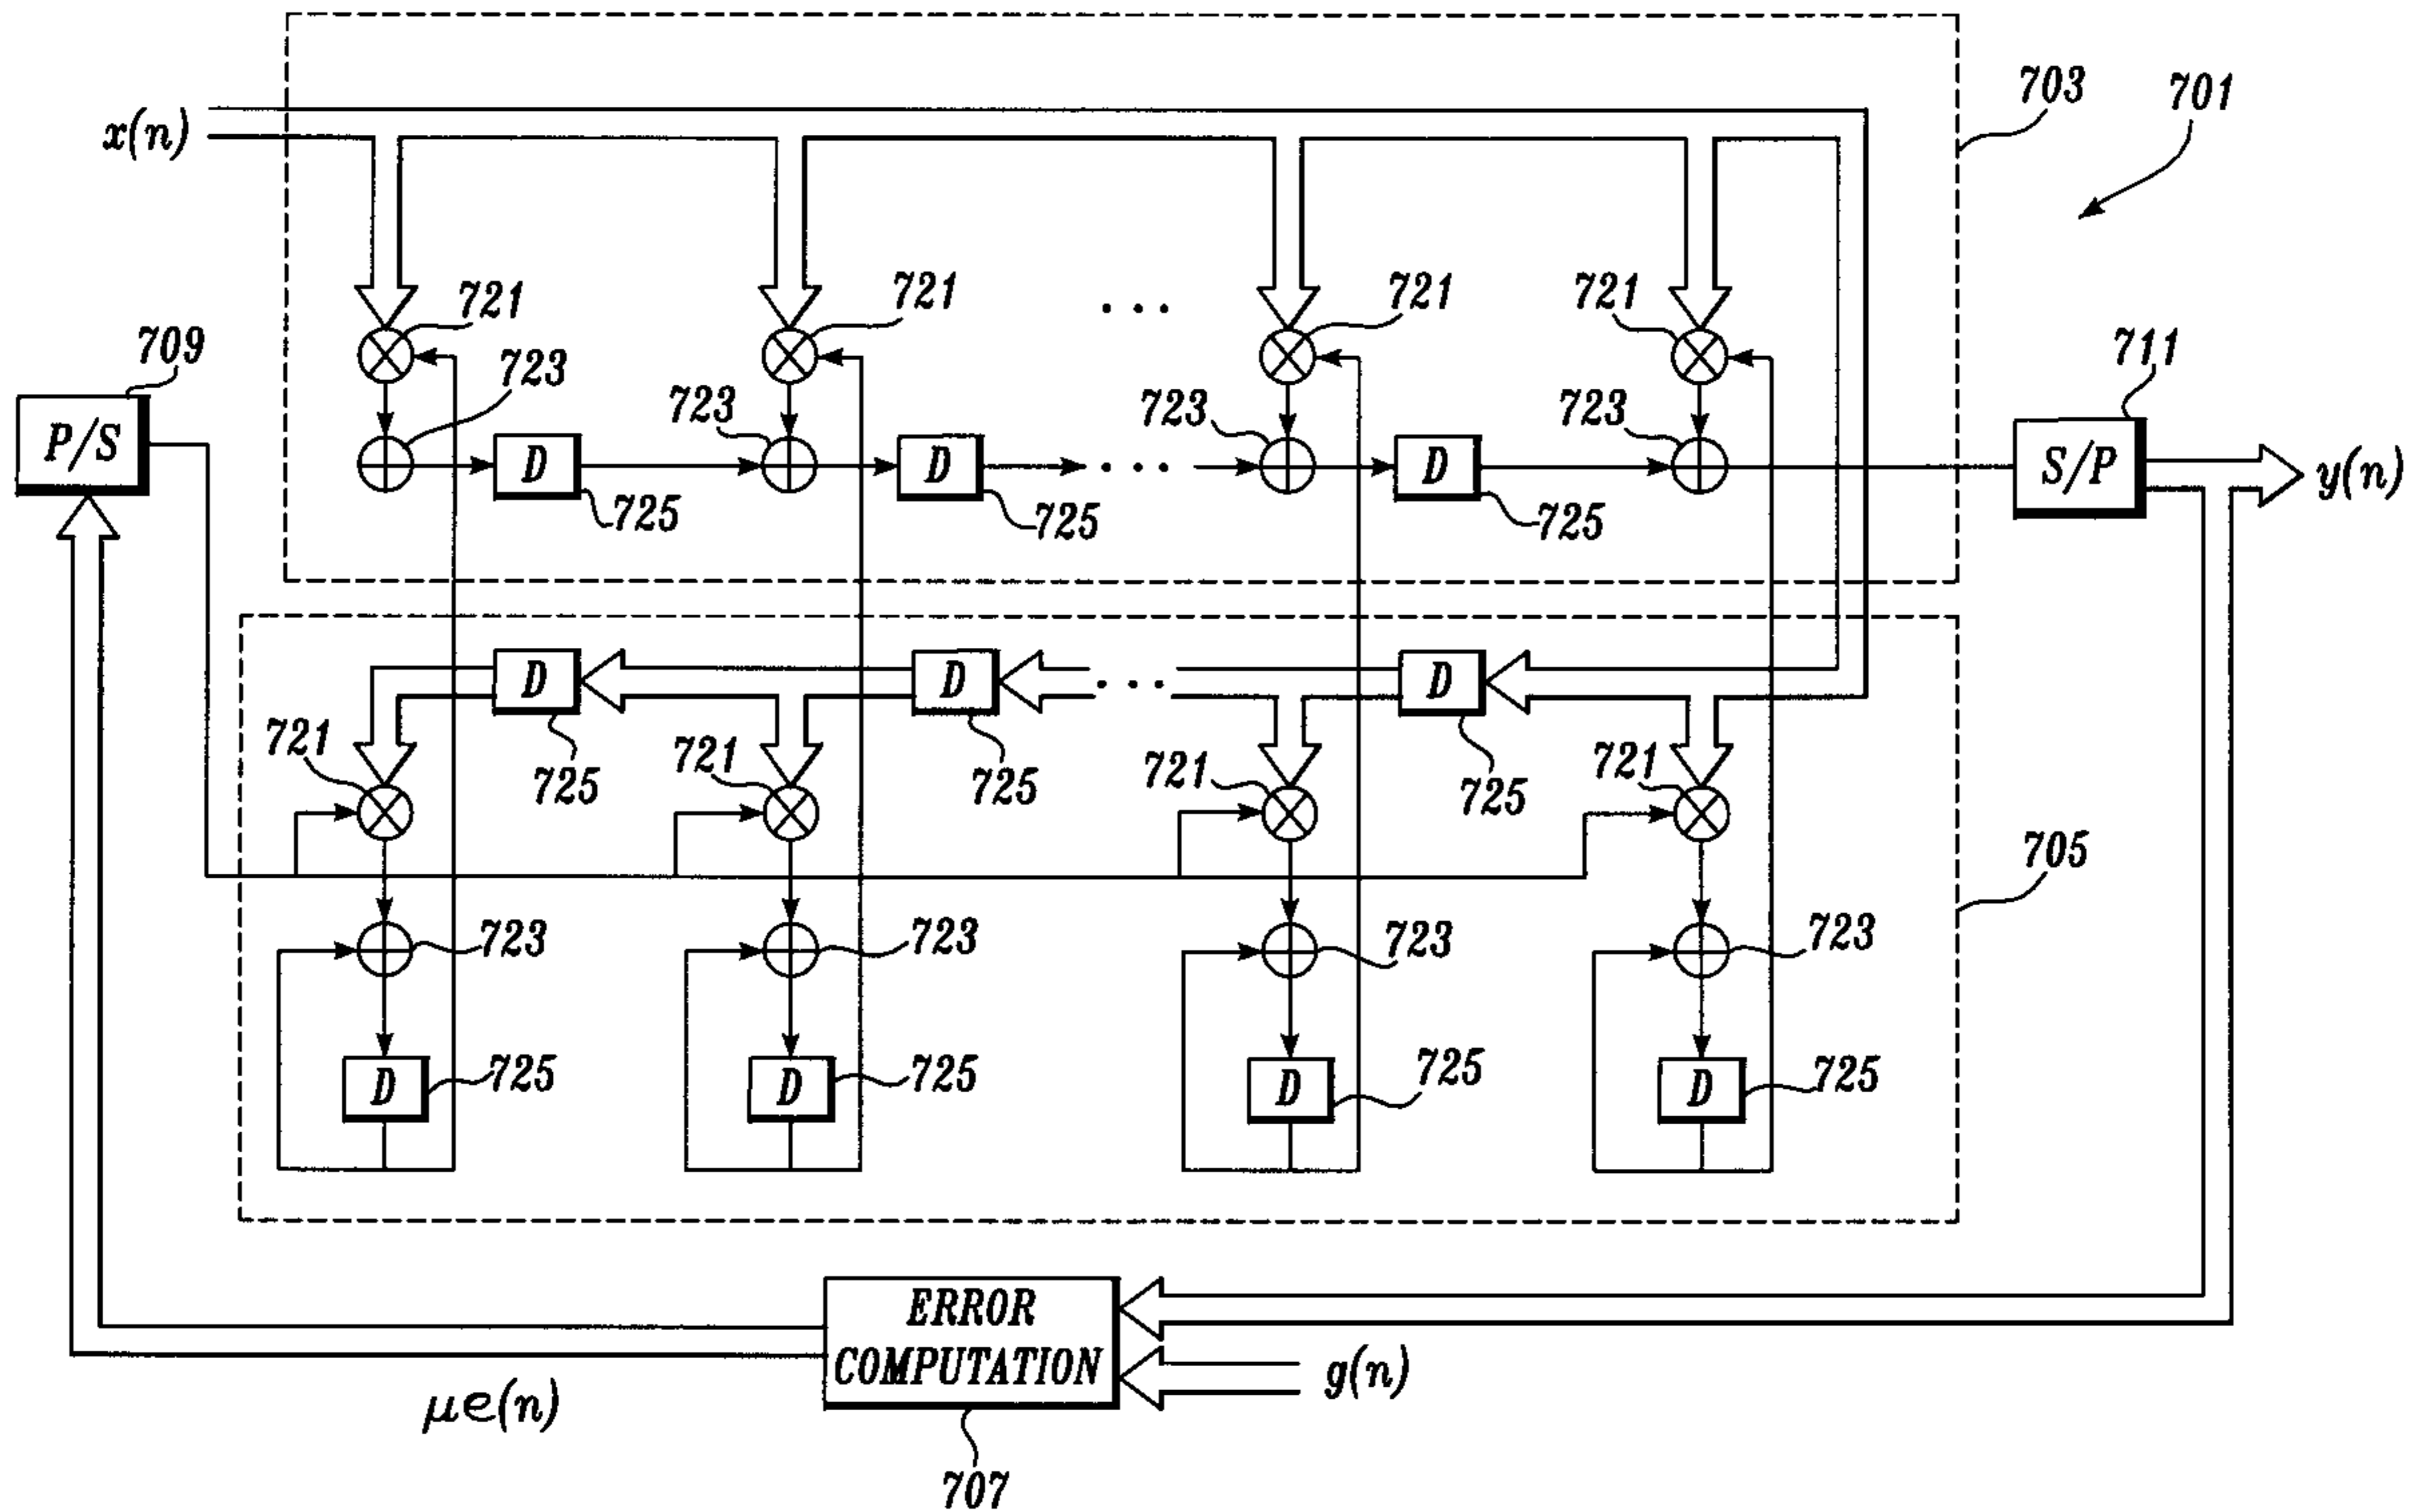 703
701
x(n)
721
721
. . .
721
721
709
711
723
723
723
723
P/S
D
D
. . .
D
S/P
y(n)
725
725
725
D
D
. . .
D
721
721
721
721
725
725
725
705
723
723
723
723
D
725
D
725
D
725
D
725
ERROR
COMPUTATION
g(n)
μe(n)
707